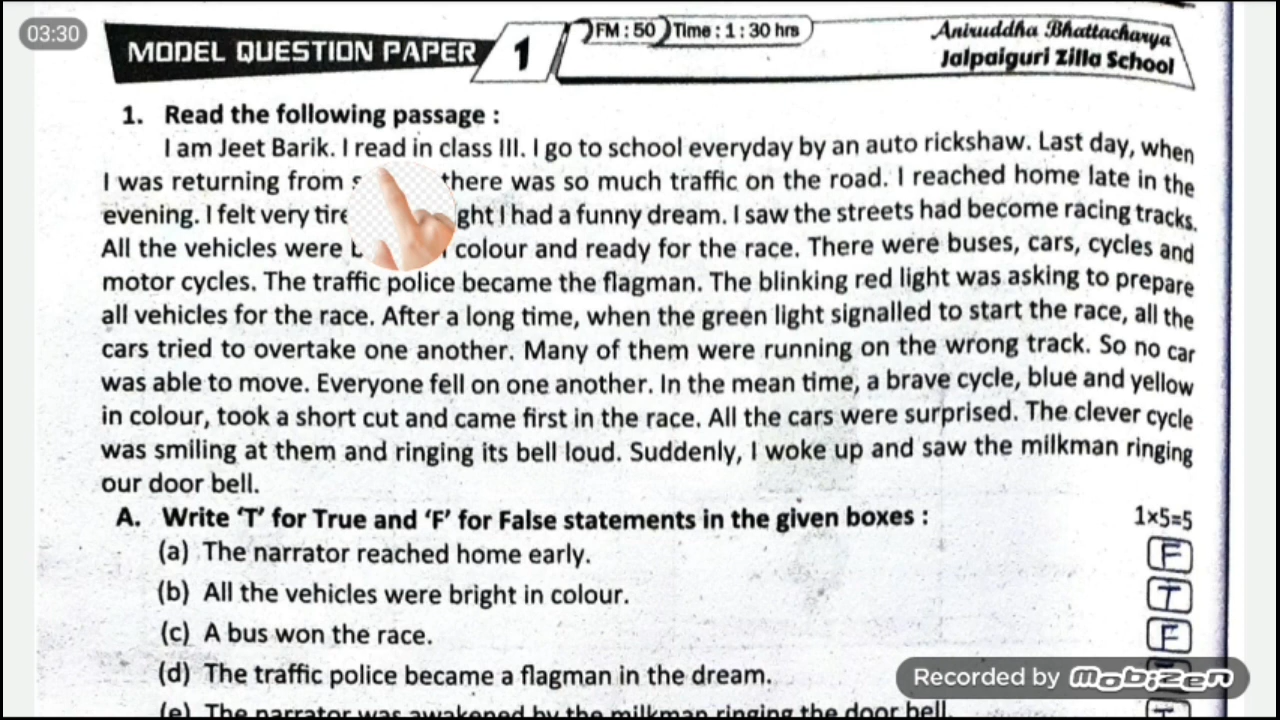 03:30
MODEL QUESTION PAPER 1
FM : 50 Time : 1 : 30 hrs
Aniruddha Bhattacharya
Jalpaiguri Zilla School
1. Read the following passage :
I am Jeet Barik. I read in class III. I go to school everyday by an auto rickshaw. Last day, when
I was returning from there was so much traffic on the road. I reached home late in the
evening. I felt very I had a funny dream. I saw the streets had become racing tracks.
All the vehicles were colour and ready for the race. There were buses, cars, cycles and
motor cycles. The traffic police became the flagman. The blinking red light was asking to prepare
all vehicles for the race. After a long time, when the green light signalled to start the race, all the
cars tried to overtake one another. Many of them were running on the wrong track. So no car
was able to move. Everyone fell on one another. In the mean time, a brave cycle, blue and yellow
in colour, took a short cut and came first in the race. All the cars were surprised. The clever cycle
was smiling at them and ringing its bell loud. Suddenly, I woke up and saw the milkman ringing
our door bell.
A. Write ‘T’ for True and ‘F’ for False statements in the given boxes : 1x5=5
(a) The narrator reached home early. F
(b) All the vehicles were bright in colour. T
(c) A bus won the race. F
(d) The traffic police became a flagman in the dream.
Recorded by Mobizen
(e) The narrator was awakened by the milkman ringing the door bell. T